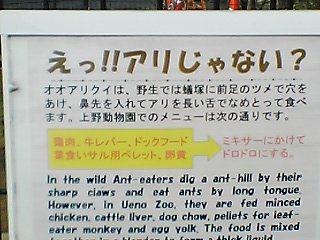 えっ!!アリじゃない？
オオアリクイは、野生では蟻塚に前足のツメで穴を
あけ、鼻先を入れてアリを長い舌でなめとって食べ
ます。上野動物園でのメニューは次の通りです。
鶏肉、牛レバー、ドックフード
葉食いサル用ペレット、卵黄
ミキサーにかけて
ドロドロにする。
In the wild Ant-eaters dig a ant-hill by their
sharp claws and eat ants by long tongue.
However, in Ueno Zoo, they are fed minced
chicken, cattle liver, dog chow, pellets for leaf-
eater monkey and egg yolk. The food is mixed
together in a blender to form a thick liquid.